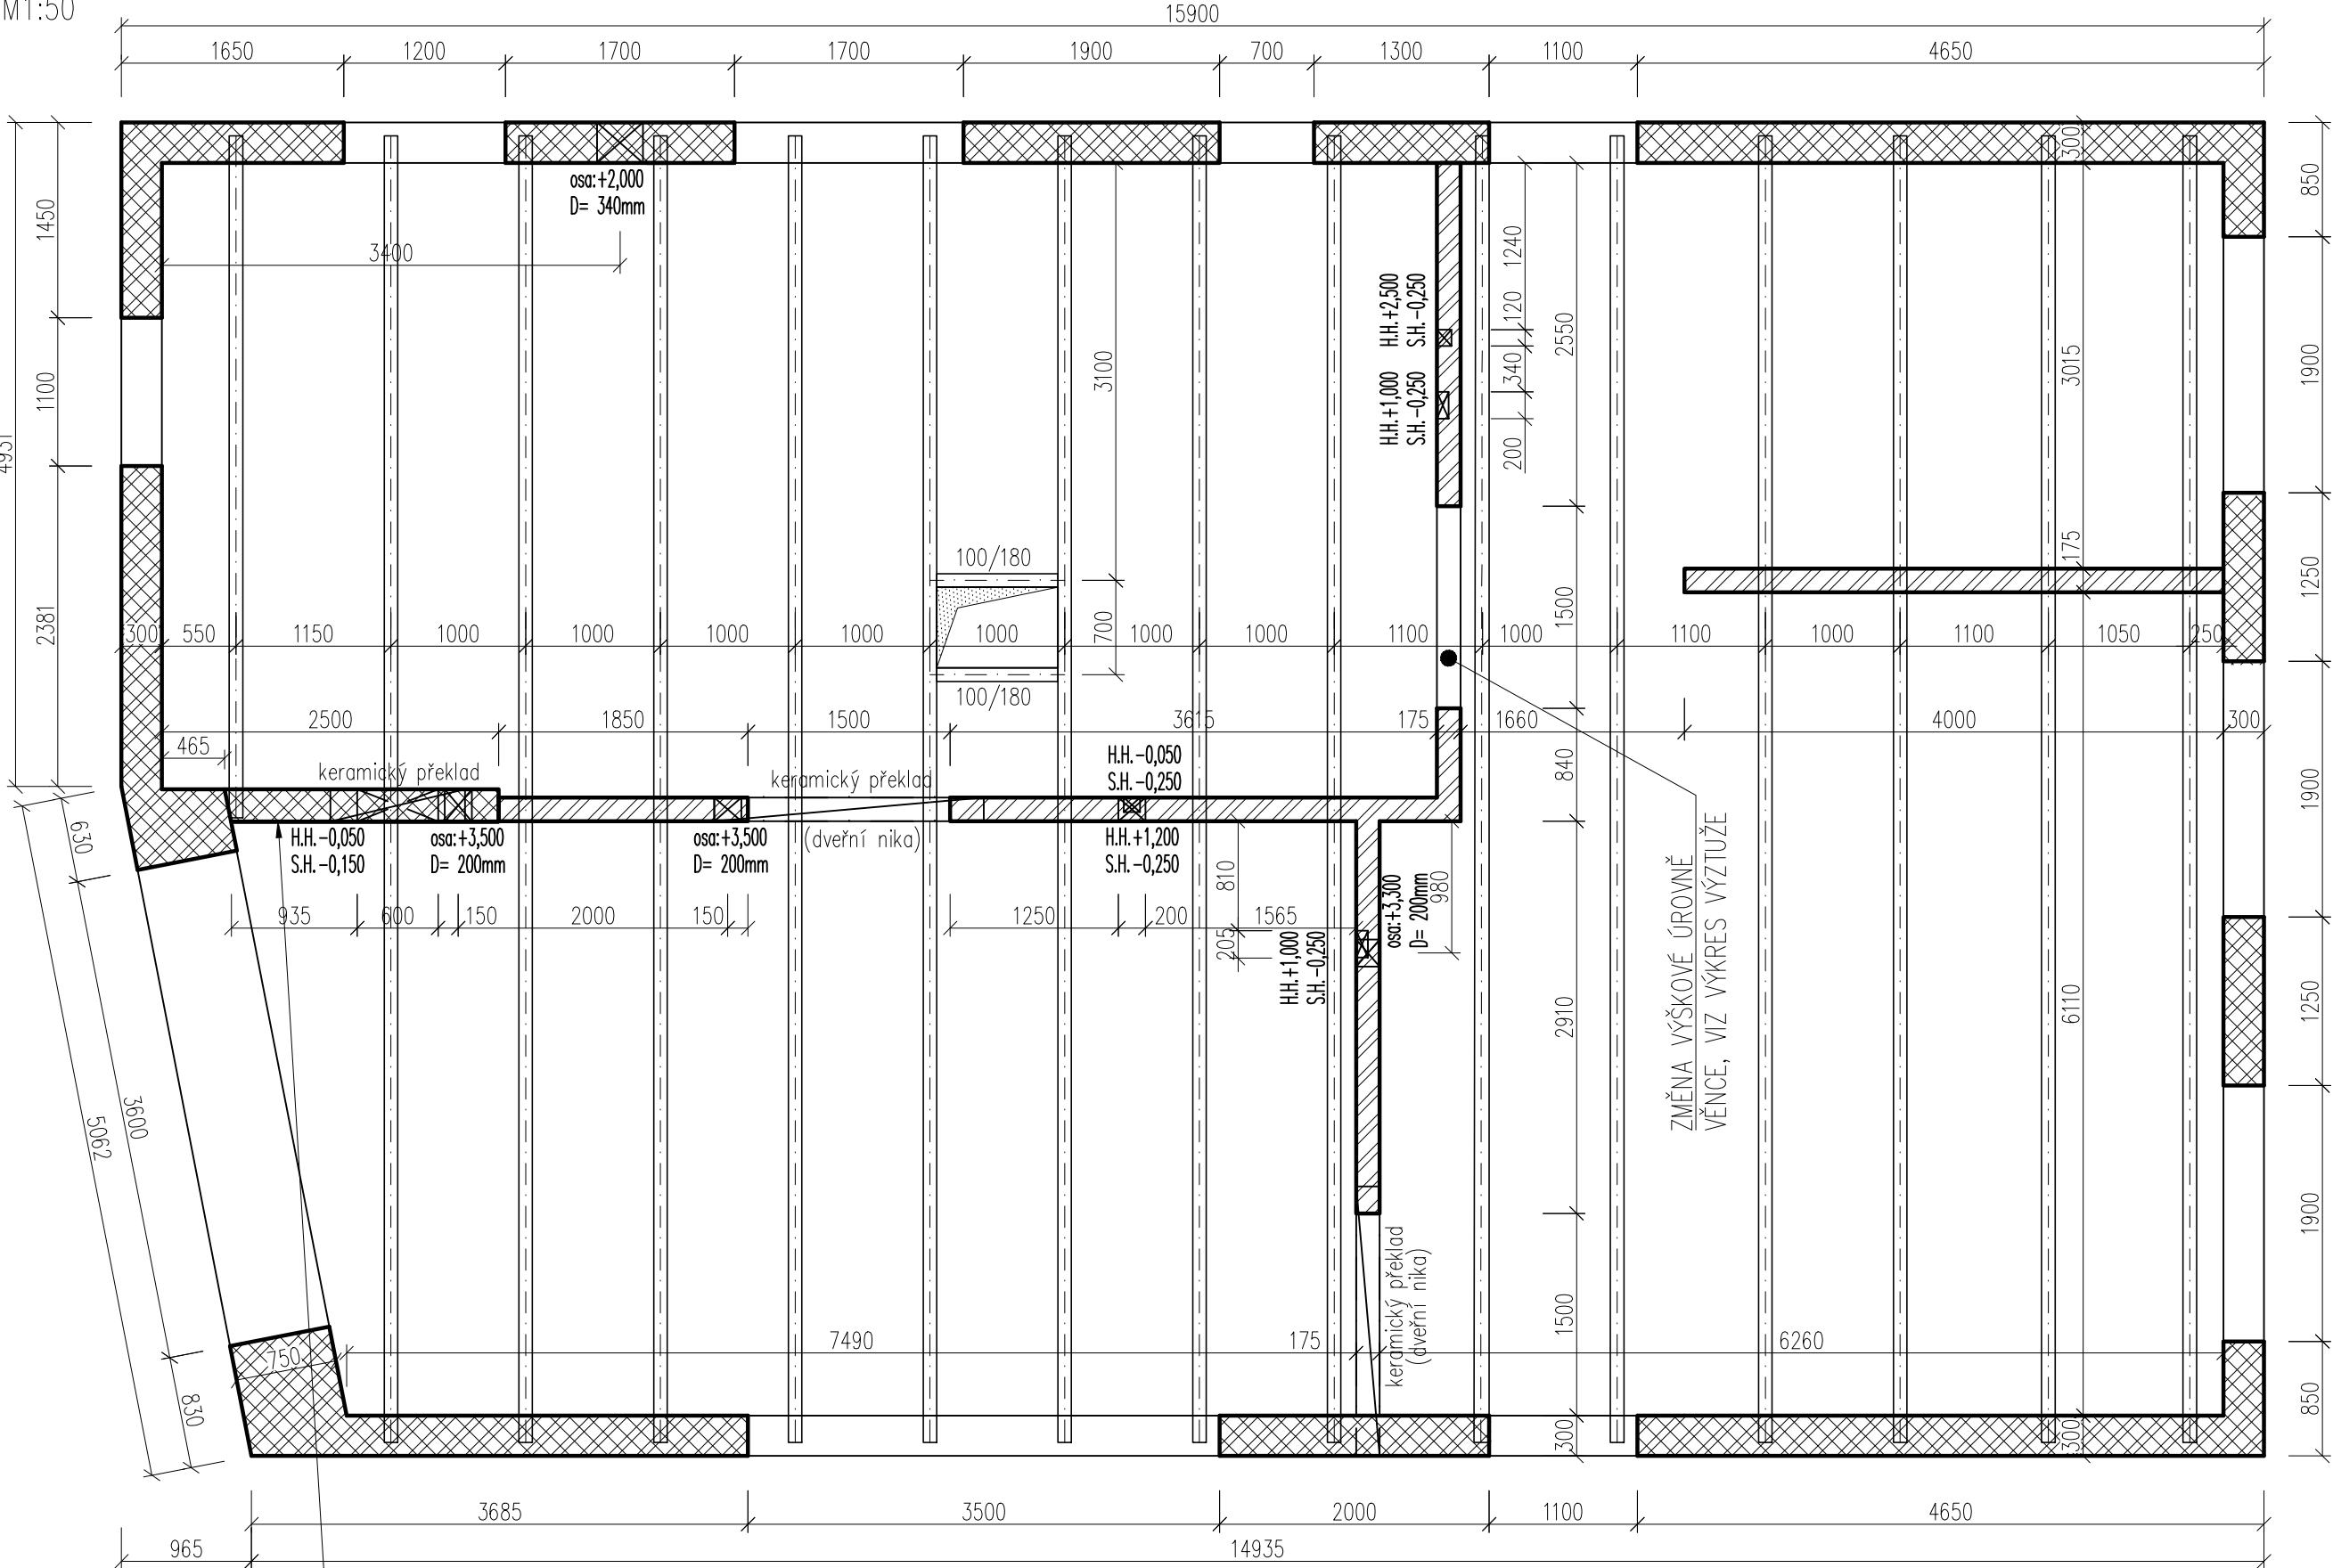 M1:50
15900
1650 1200 1700 1700 1900 700 1300 1100 4650
4931
1450
1100
2381
osa:+2,000
D= 340mm
3400
H.H.+2,500
S.H.-0,250
H.H.+1,000
S.H.-0,250
1240
120
340
200
2550
1500
840
2910
1500
300
300
3015
175
6110
300
850
1900
1250
1900
1250
1900
850
3100
700
100/180
100/180
300 550 1150 1000 1000 1000 1000 1000 1000 1000 1100 1000 1100 1000 1100 1050 250
2500 1850 1500 3615 175 1660 4000 300
465
keramický překlad
keramický překlad
(dveřní nika)
H.H.-0,050
S.H.-0,250
H.H.-0,050
S.H.-0,150
osa:+3,500
D= 200mm
osa:+3,500
D= 200mm
H.H.+1,200
S.H.-0,250
935 600 150 2000 150 1250 200 1565
810
205
H.H.+1,000
S.H.-0,250
osa:+3,300
D= 200mm
980
ZMĚNA VÝŠKOVÉ ÚROVNĚ
VĚNCE, VIZ VÝKRES VÝZTUŽE
630
3600
830
5062
750
7490 175 6260
keramický překlad
(dveřní nika)
3685 3500 2000 1100 4650
965 14935